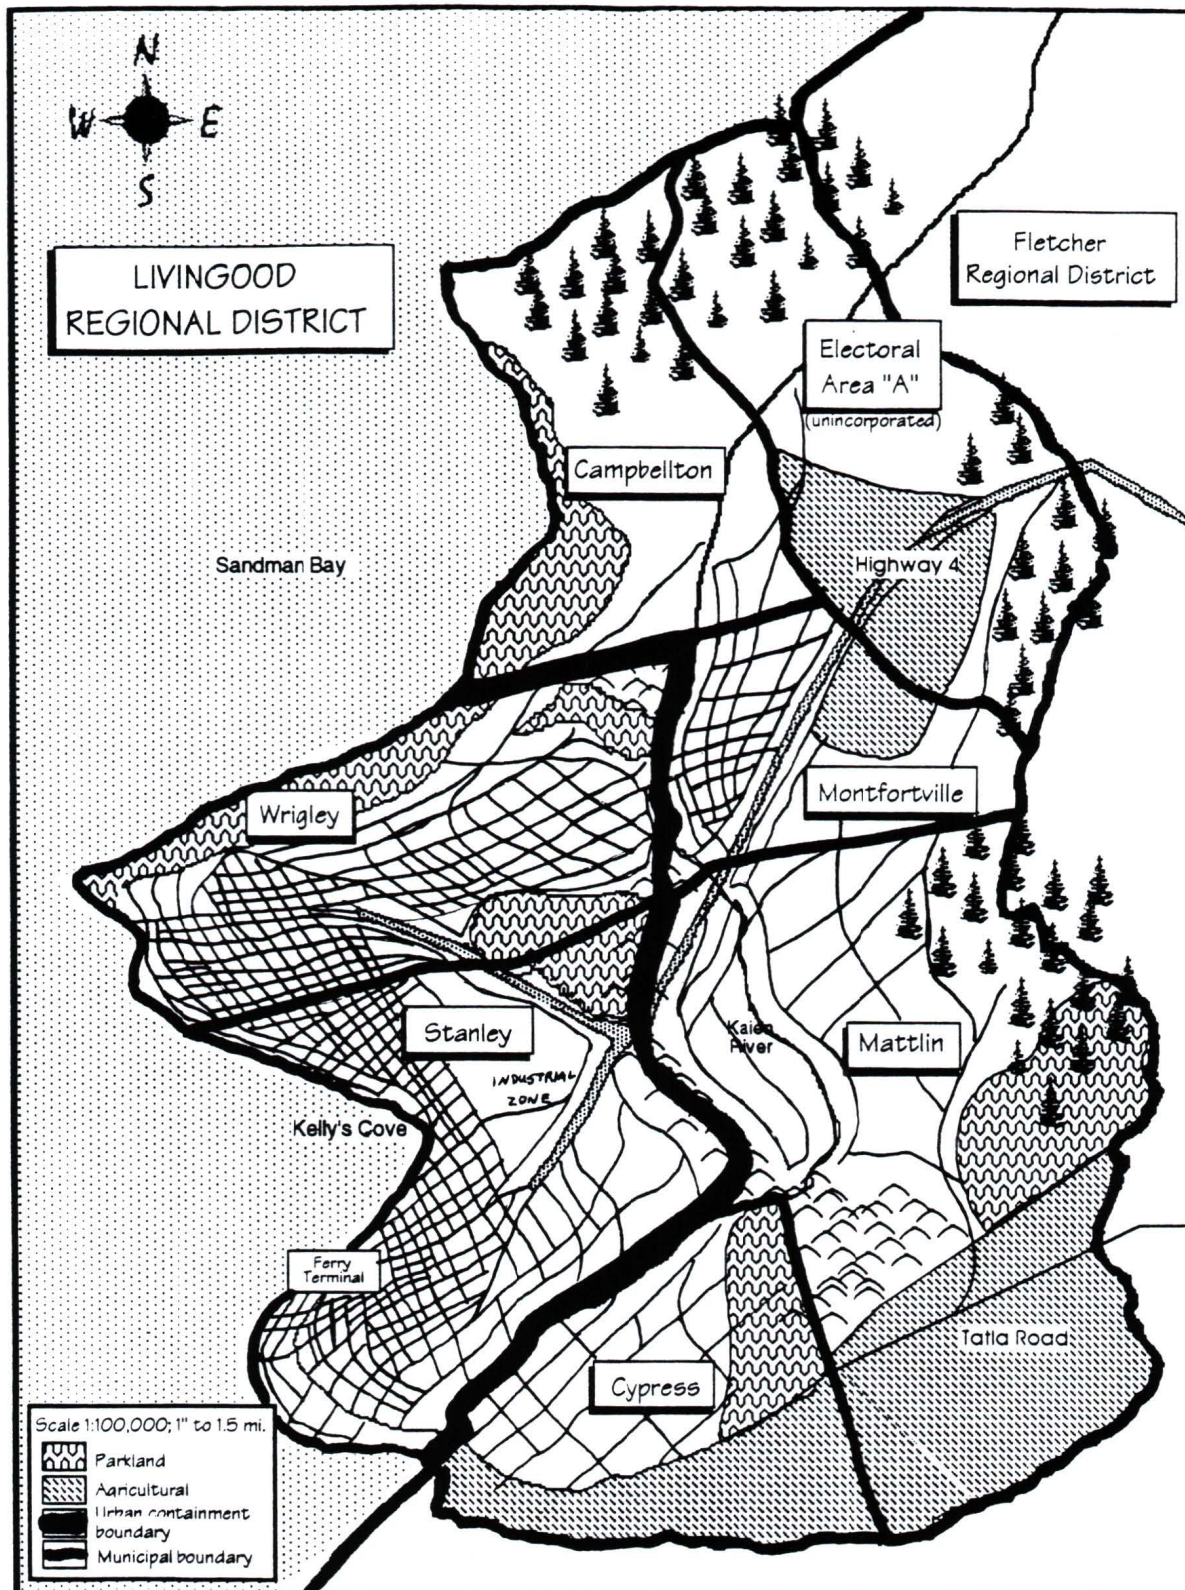 N
W E
S
LIVINGOOD
REGIONAL DISTRICT
Fletcher
Regional District
Electoral
Area "A"
(unincorporated)
Campbellton
Sandman Bay
Highway 4
Montfortville
Wrigley
Stanley
Kaien
River
Mattlin
INDUSTRIAL
ZONE
Kelly's Cove
Ferry
Terminal
Tatla Road
Cypress
Scale 1:100,000; 1" to 1.5 mi.
Parkland
Agricultural
Urban containment
boundary
Municipal boundary